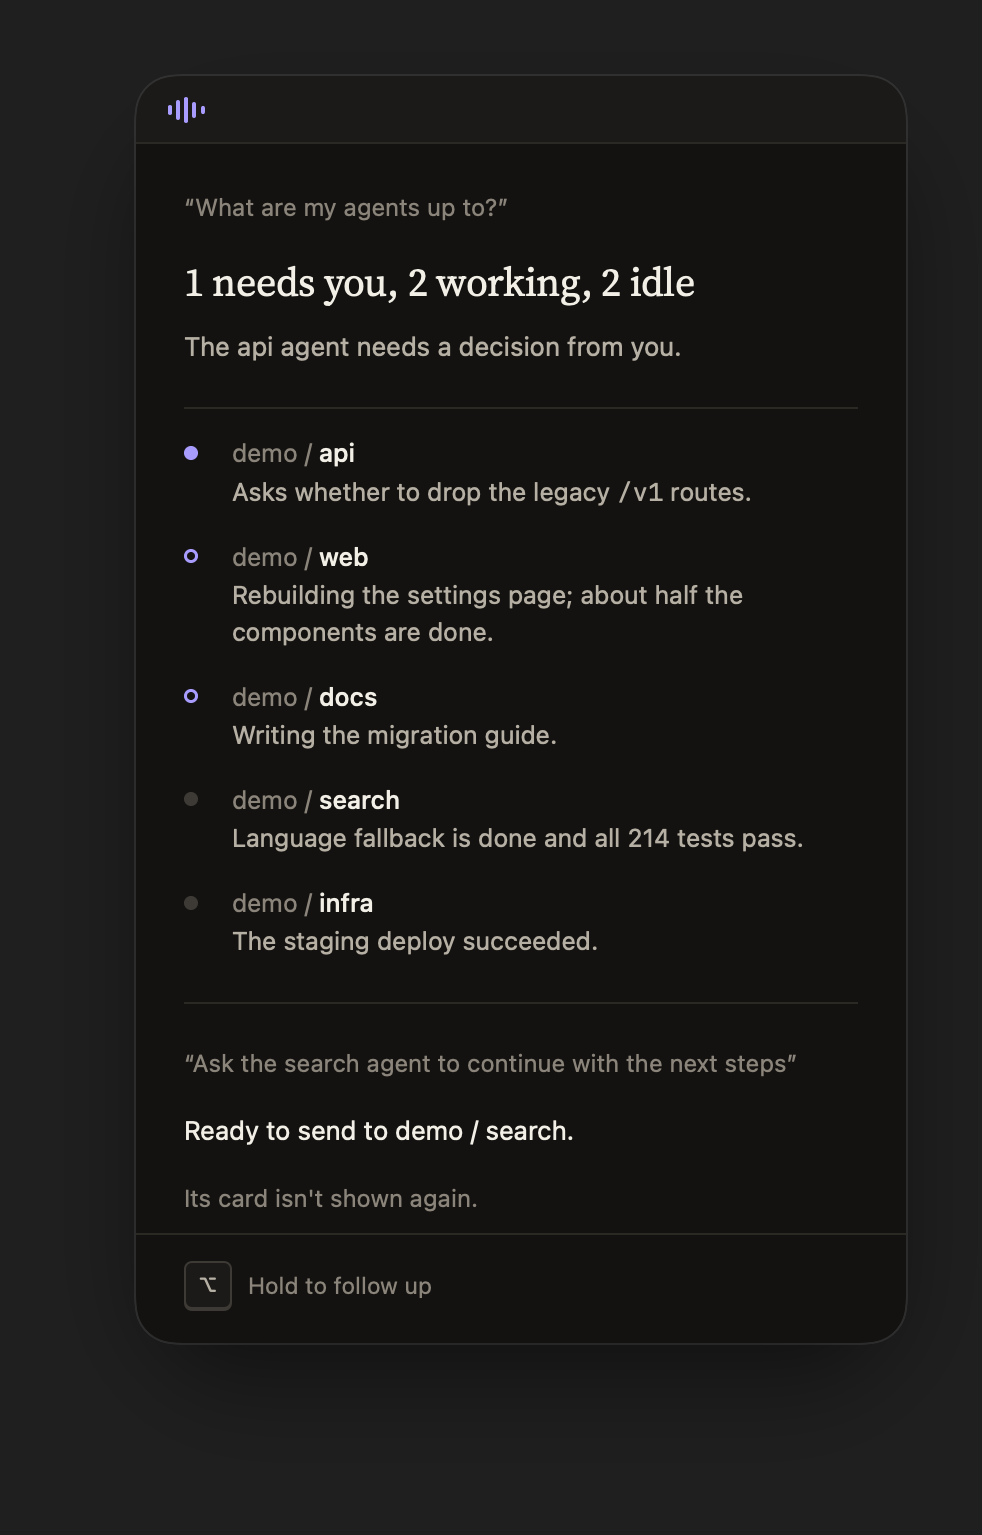 “What are my agents up to?”
1 needs you, 2 working, 2 idle
The api agent needs a decision from you.
demo / api
Asks whether to drop the legacy /v1 routes.
demo / web
Rebuilding the settings page; about half the
components are done.
demo / docs
Writing the migration guide.
demo / search
Language fallback is done and all 214 tests pass.
demo / infra
The staging deploy succeeded.
“Ask the search agent to continue with the next steps”
Ready to send to demo / search.
Its card isn't shown again.
⌥ Hold to follow up